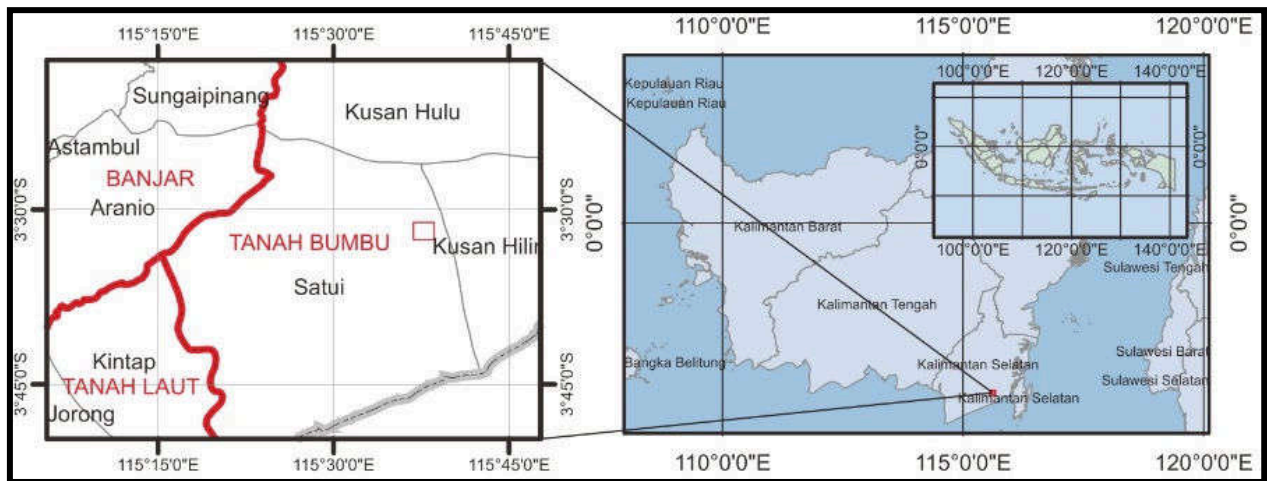 115°15'0"E 115°30'0"E 115°45'0"E
Sungaipinang
Kusan Hulu
Astambul
BANJAR
Aranio
3°30'0"S
3°30'0"S
TANAH BUMBU
Kusan Hilir
Satui
Kintap
TANAH LAUT
3°45'0"S
3°45'0"S
Jorong
115°15'0"E 115°30'0"E 115°45'0"E
110°0'0"E 115°0'0"E 120°0'0"E
Kepulauan Riau
Kepulauan Riau
100°0'0"E 120°0'0"E 140°0'0"E
0°0'0"
0°0'0"
100°0'0"E 120°0'0"E 140°0'0"E
0°0'0"
0°0'0"
Kalimantan Barat
Sulawesi Tengah
Kalimantan Tengah
Bangka Belitung
Kalimantan Selatan
Sulawesi Barat
Sulawesi Selatan
Kalimantan Selatan
110°0'0"E 115°0'0"E 120°0'0"E